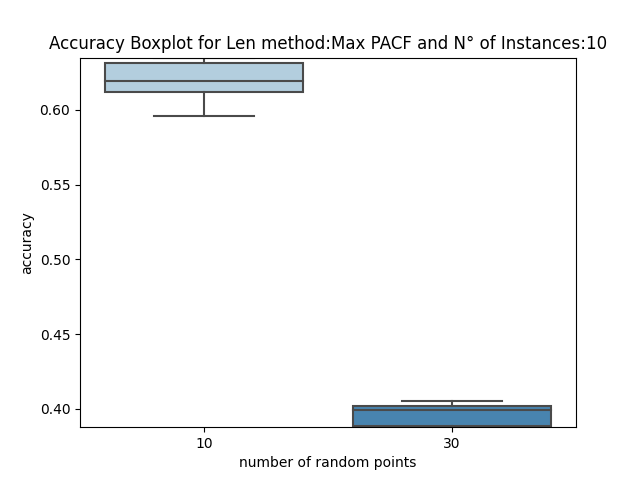 Accuracy Boxplot for Len method:Max PACF and N° of Instances:10
0.60
0.55
0.50
0.45
0.40
accuracy
10 30
number of random points